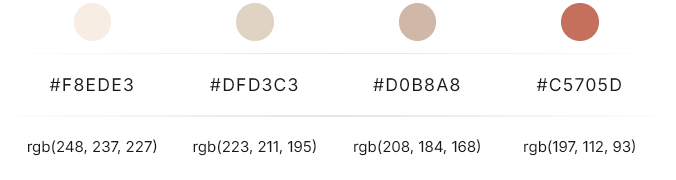 #F8EDE3 #DFD3C3 #D0B8A8 #C5705D
rgb(248, 237, 227) rgb(223, 211, 195) rgb(208, 184, 168) rgb(197, 112, 93)